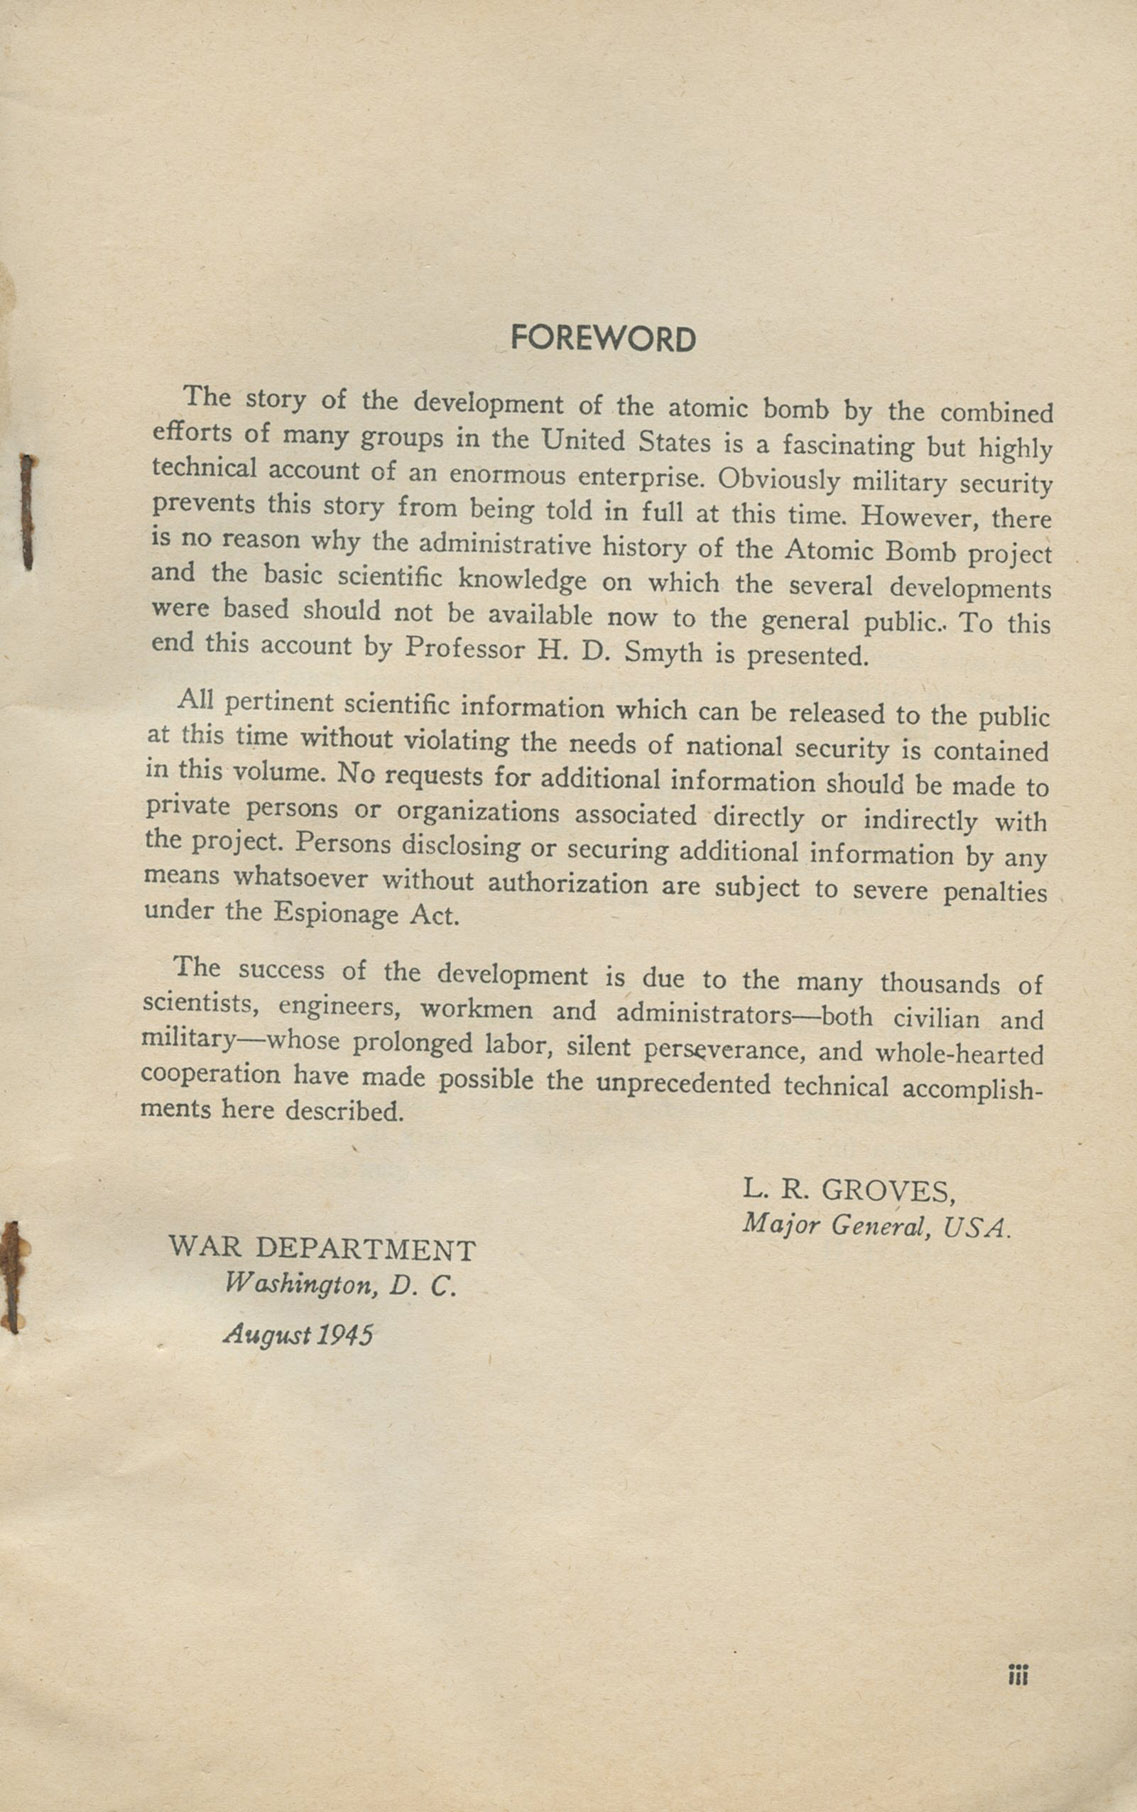 FOREWORD
The story of the development of the atomic bomb by the combined
efforts of many groups in the United States is a fascinating but highly
technical account of an enormous enterprise. Obviously military security
prevents this story from being told in full at this time. However, there
is no reason why the administrative history of the Atomic Bomb project
and the basic scientific knowledge on which the several developments
were based should not be available now to the general public.. To this
end this account by Professor H. D. Smyth is presented.
All pertinent scientific information which can be released to the public
at this time without violating the needs of national security is contained
in this volume. No requests for additional information should be made to
private persons or organizations associated directly or indirectly with
the project. Persons disclosing or securing additional information by any
means whatsoever without authorization are subject to severe penalties
under the Espionage Act.
The success of the development is due to the many thousands of
scientists, engineers, workmen and administrators—both civilian and
military—whose prolonged labor, silent perseverance, and whole-hearted
cooperation have made possible the unprecedented technical accomplish-
ments here described.
L. R. GROVES,
Major General, USA.
WAR DEPARTMENT
Washington, D. C.
August 1945
iii